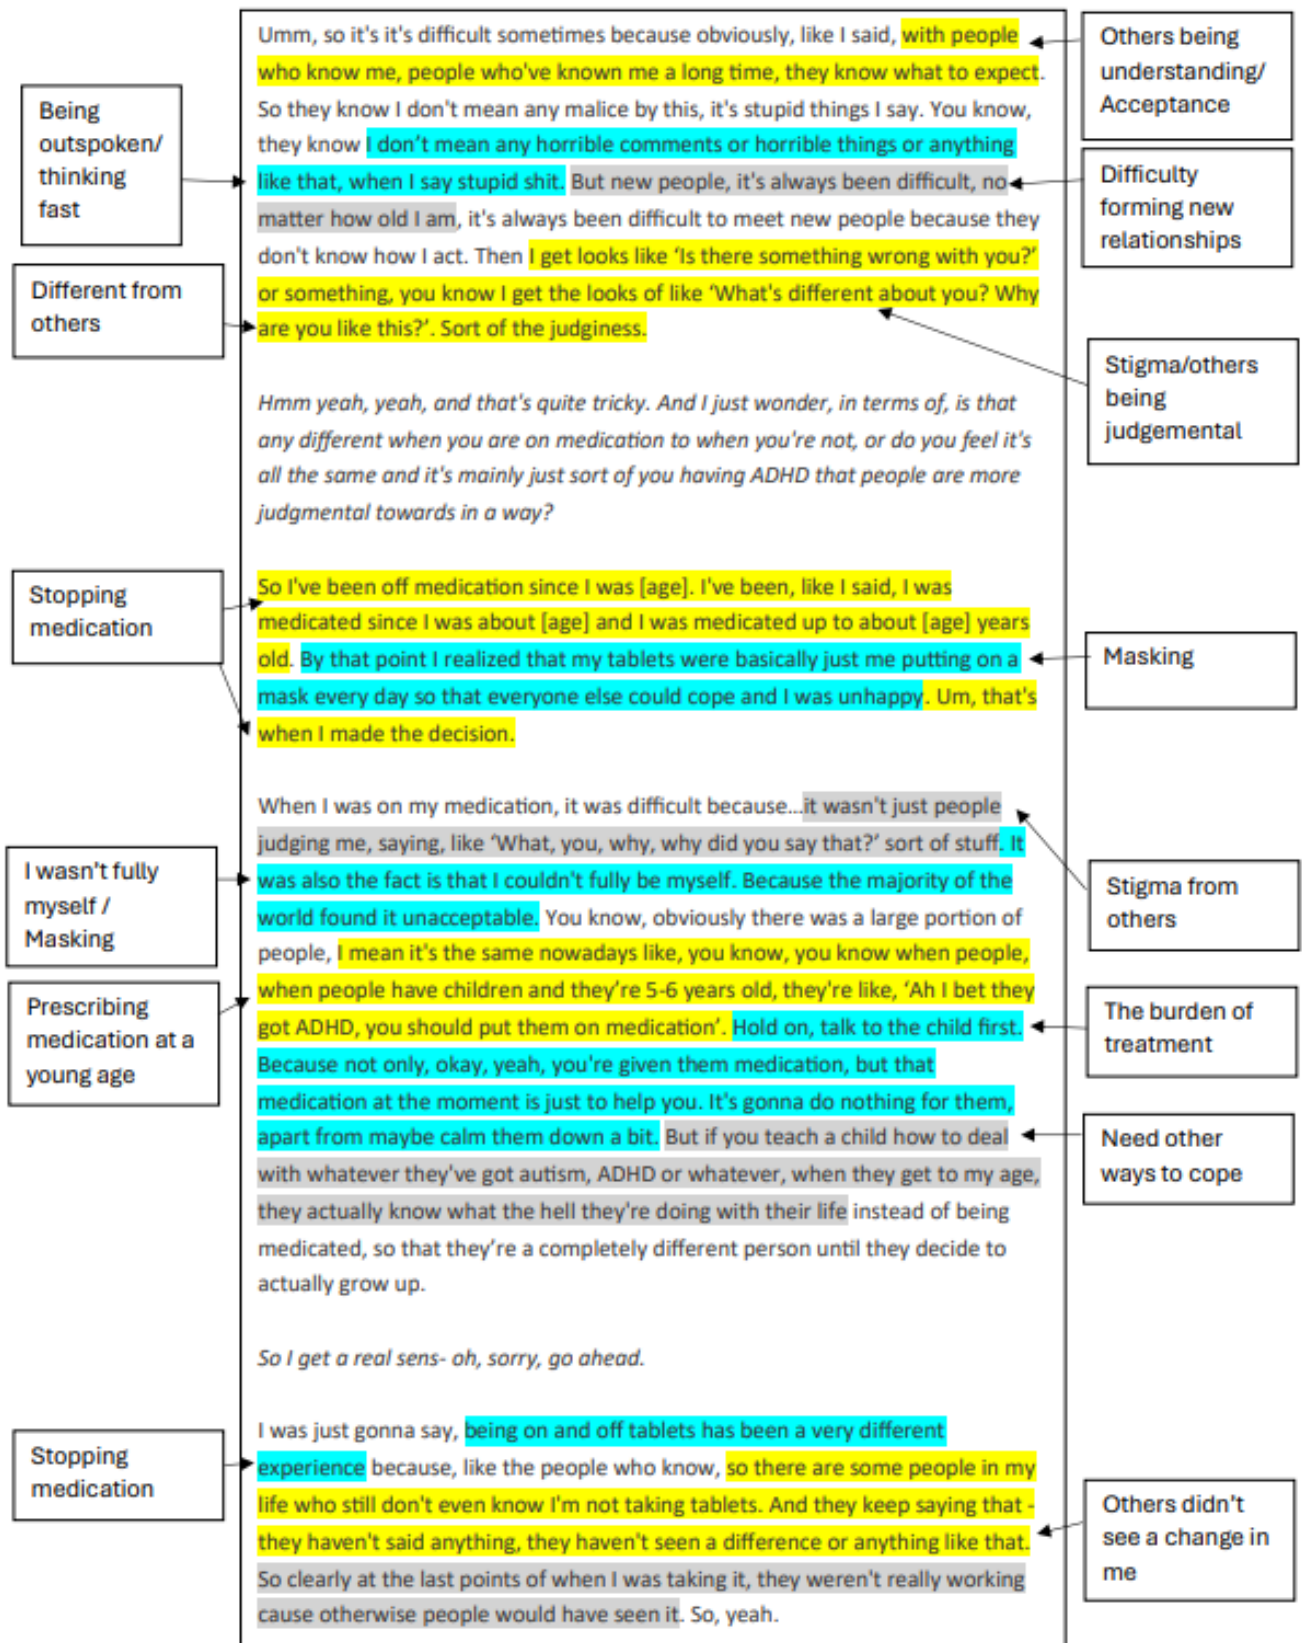 Umm, so it's it's difficult sometimes because obviously, like I said, with people
who know me, people who've known me a long time, they know what to expect.
So they know I don't mean any malice by this, it's stupid things I say. You know,
they know I don't mean any horrible comments or horrible things or anything
like that, when I say stupid shit. But new people, it's always been difficult, no
matter how old I am, it's always been difficult to meet new people because they
don't know how I act. Then I get looks like ‘Is there something wrong with you?’
or something, you know I get the looks of like ‘What's different about you? Why
are you like this?’. Sort of the judginess.
Being
outspoken/
thinking
fast
Different from
others
Others being
understanding/
Acceptance
Difficulty
forming new
relationships
Stigma/others
being
judgemental
Hmm yeah, yeah, and that's quite tricky. And I just wonder, in terms of, is that
any different when you are on medication to when you're not, or do you feel it's
all the same and it's mainly just sort of you having ADHD that people are more
judgmental towards in a way?
So I've been off medication since I was [age]. I've been, like I said, I was
medicated since I was about [age] and I was medicated up to about [age] years
old. By that point I realized that my tablets were basically just me putting on a
mask every day so that everyone else could cope and I was unhappy. Um, that's
when I made the decision.
Stopping
medication
Masking
When I was on my medication, it was difficult because...it wasn't just people
judging me, saying, like ‘What, you, why, why did you say that?’ sort of stuff. It
was also the fact is that I couldn't fully be myself. Because the majority of the
world found it unacceptable. You know, obviously there was a large portion of
people, I mean it's the same nowadays like, you know, you know when people,
when people have children and they’re 5-6 years old, they're like, ‘Ah I bet they
got ADHD, you should put them on medication’. Hold on, talk to the child first.
Because not only, okay, yeah, you're given them medication, but that
medication at the moment is just to help you. It's gonna do nothing for them,
apart from maybe calm them down a bit. But if you teach a child how to deal
with whatever they've got autism, ADHD or whatever, when they get to my age,
they actually know what the hell they're doing with their life instead of being
medicated, so that they’re a completely different person until they decide to
actually grow up.
I wasn't fully
myself /
Masking
Prescribing
medication at a
young age
Stigma from
others
The burden of
treatment
Need other
ways to cope
So I get a real sens- oh, sorry, go ahead.
I was just gonna say, being on and off tablets has been a very different
experience because, like the people who know, so there are some people in my
life who still don't even know I'm not taking tablets. And they keep saying that -
they haven't said anything, they haven't seen a difference or anything like that.
So clearly at the last points of when I was taking it, they weren't really working
cause otherwise people would have seen it. So, yeah.
Stopping
medication
Others didn't
see a change in
me